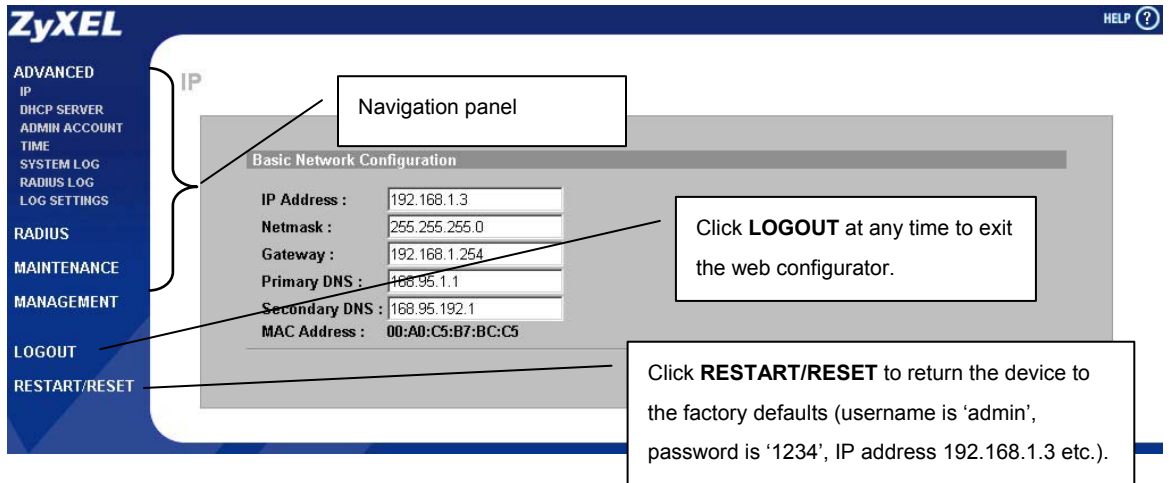 ZyXEL
HELP ?
ADVANCED
IP
DHCP SERVER
ADMIN ACCOUNT
TIME
SYSTEM LOG
RADIUS LOG
LOG SETTINGS
RADIUS
MAINTENANCE
MANAGEMENT
LOGOUT
RESTART/RESET
IP
Navigation panel
Basic Network Configuration
IP Address : 192.168.1.3
Netmask : 255.255.255.0
Gateway : 192.168.1.254
Primary DNS : 168.95.1.1
Secondary DNS : 168.95.192.1
MAC Address : 00:A0:C5:B7:BC:C5
Click LOGOUT at any time to exit
the web configurator.
Click RESTART/RESET to return the device to
the factory defaults (username is ‘admin’,
password is ‘1234’, IP address 192.168.1.3 etc.).